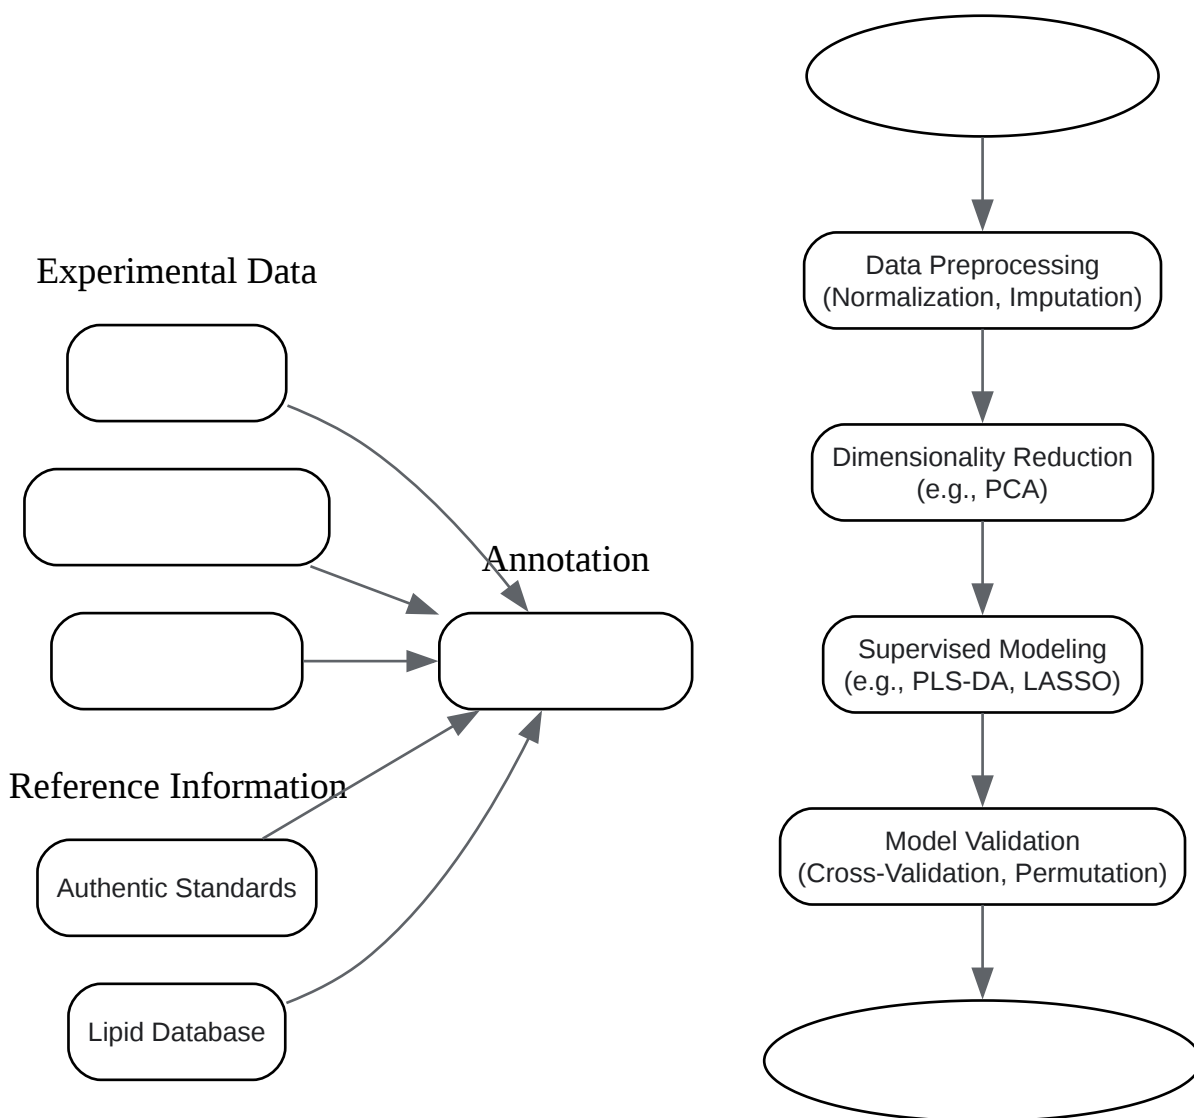 Experimental Data
Annotation
Reference Information
Authentic Standards
Lipid Database
Data Preprocessing
(Normalization, Imputation)
Dimensionality Reduction
(e.g., PCA)
Supervised Modeling
(e.g., PLS-DA, LASSO)
Model Validation
(Cross-Validation, Permutation)